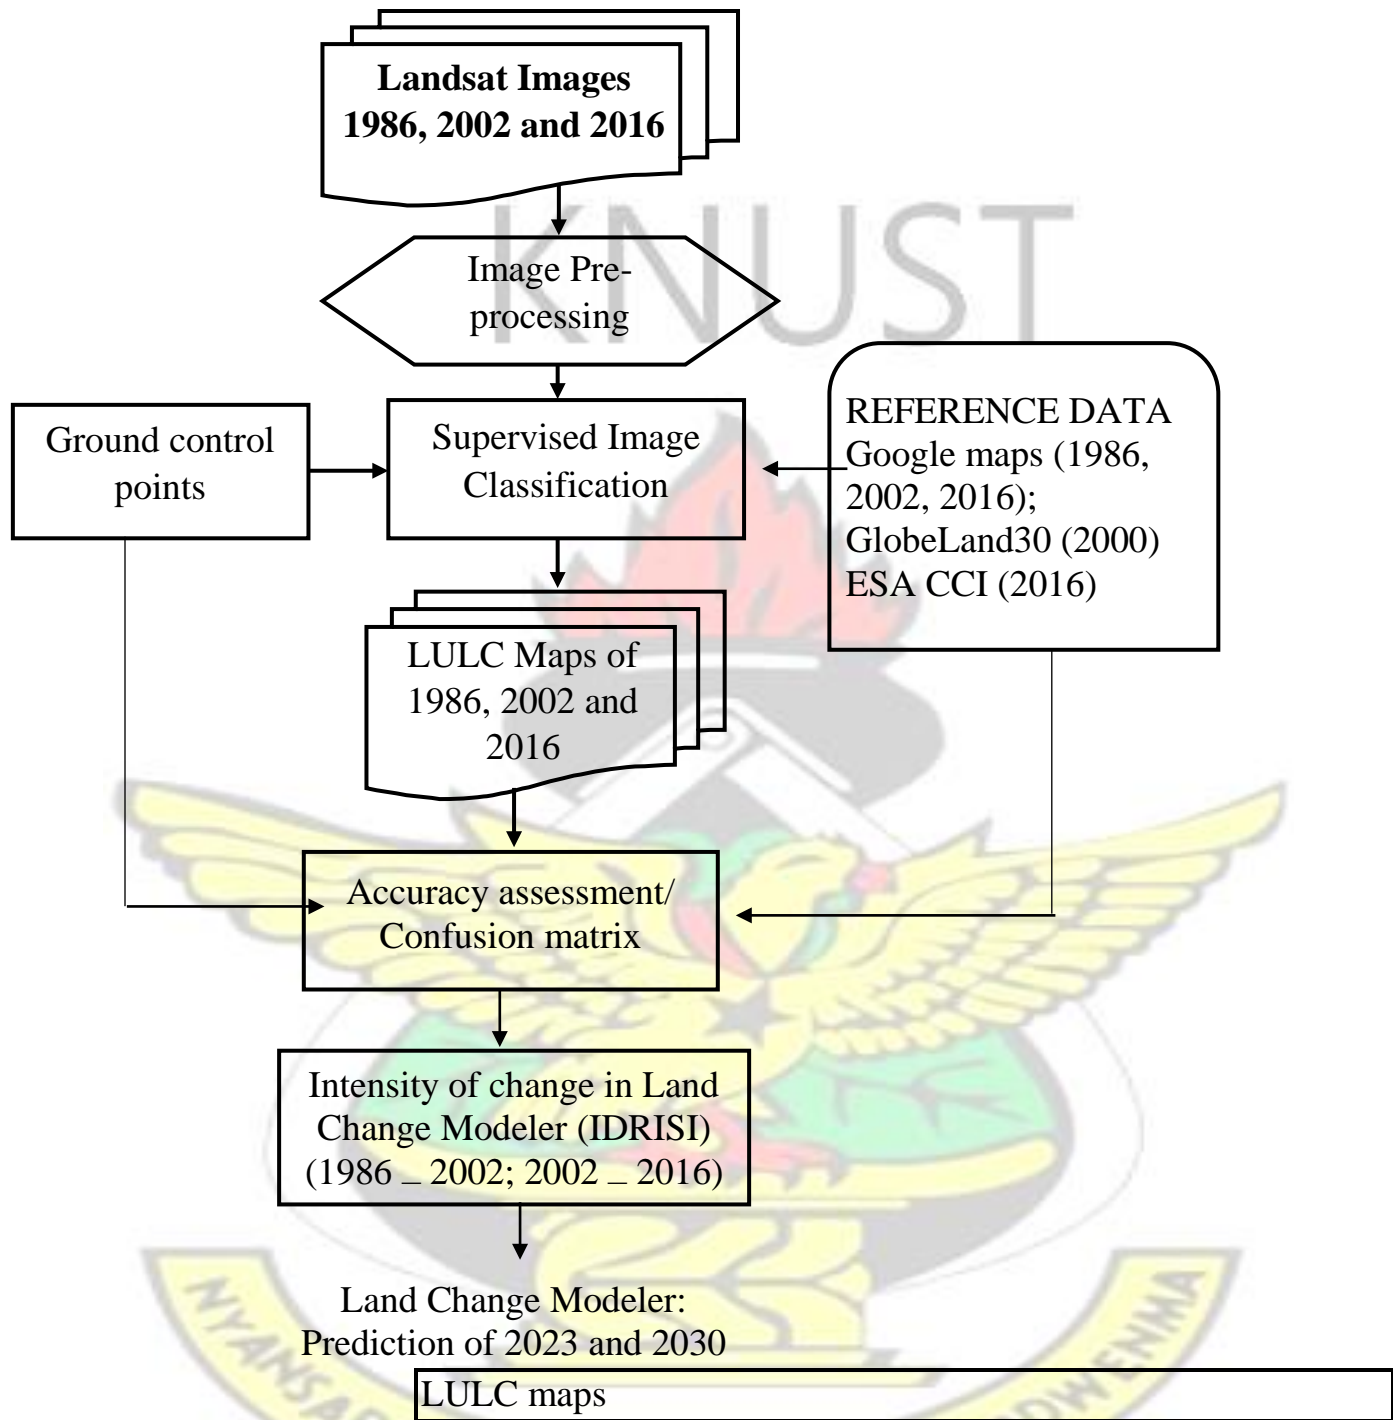 Landsat Images
1986, 2002 and 2016
KNUST
Image Pre-
processing
Ground control
points
Supervised Image
Classification
REFERENCE DATA
Google maps (1986,
2002, 2016);
GlobeLand30 (2000)
ESA CCI (2016)
LULC Maps of
1986, 2002 and
2016
Accuracy assessment/
Confusion matrix
Intensity of change in Land
Change Modeler (IDRISI)
(1986 _ 2002; 2002 _ 2016)
Land Change Modeler:
Prediction of 2023 and 2030
LULC maps